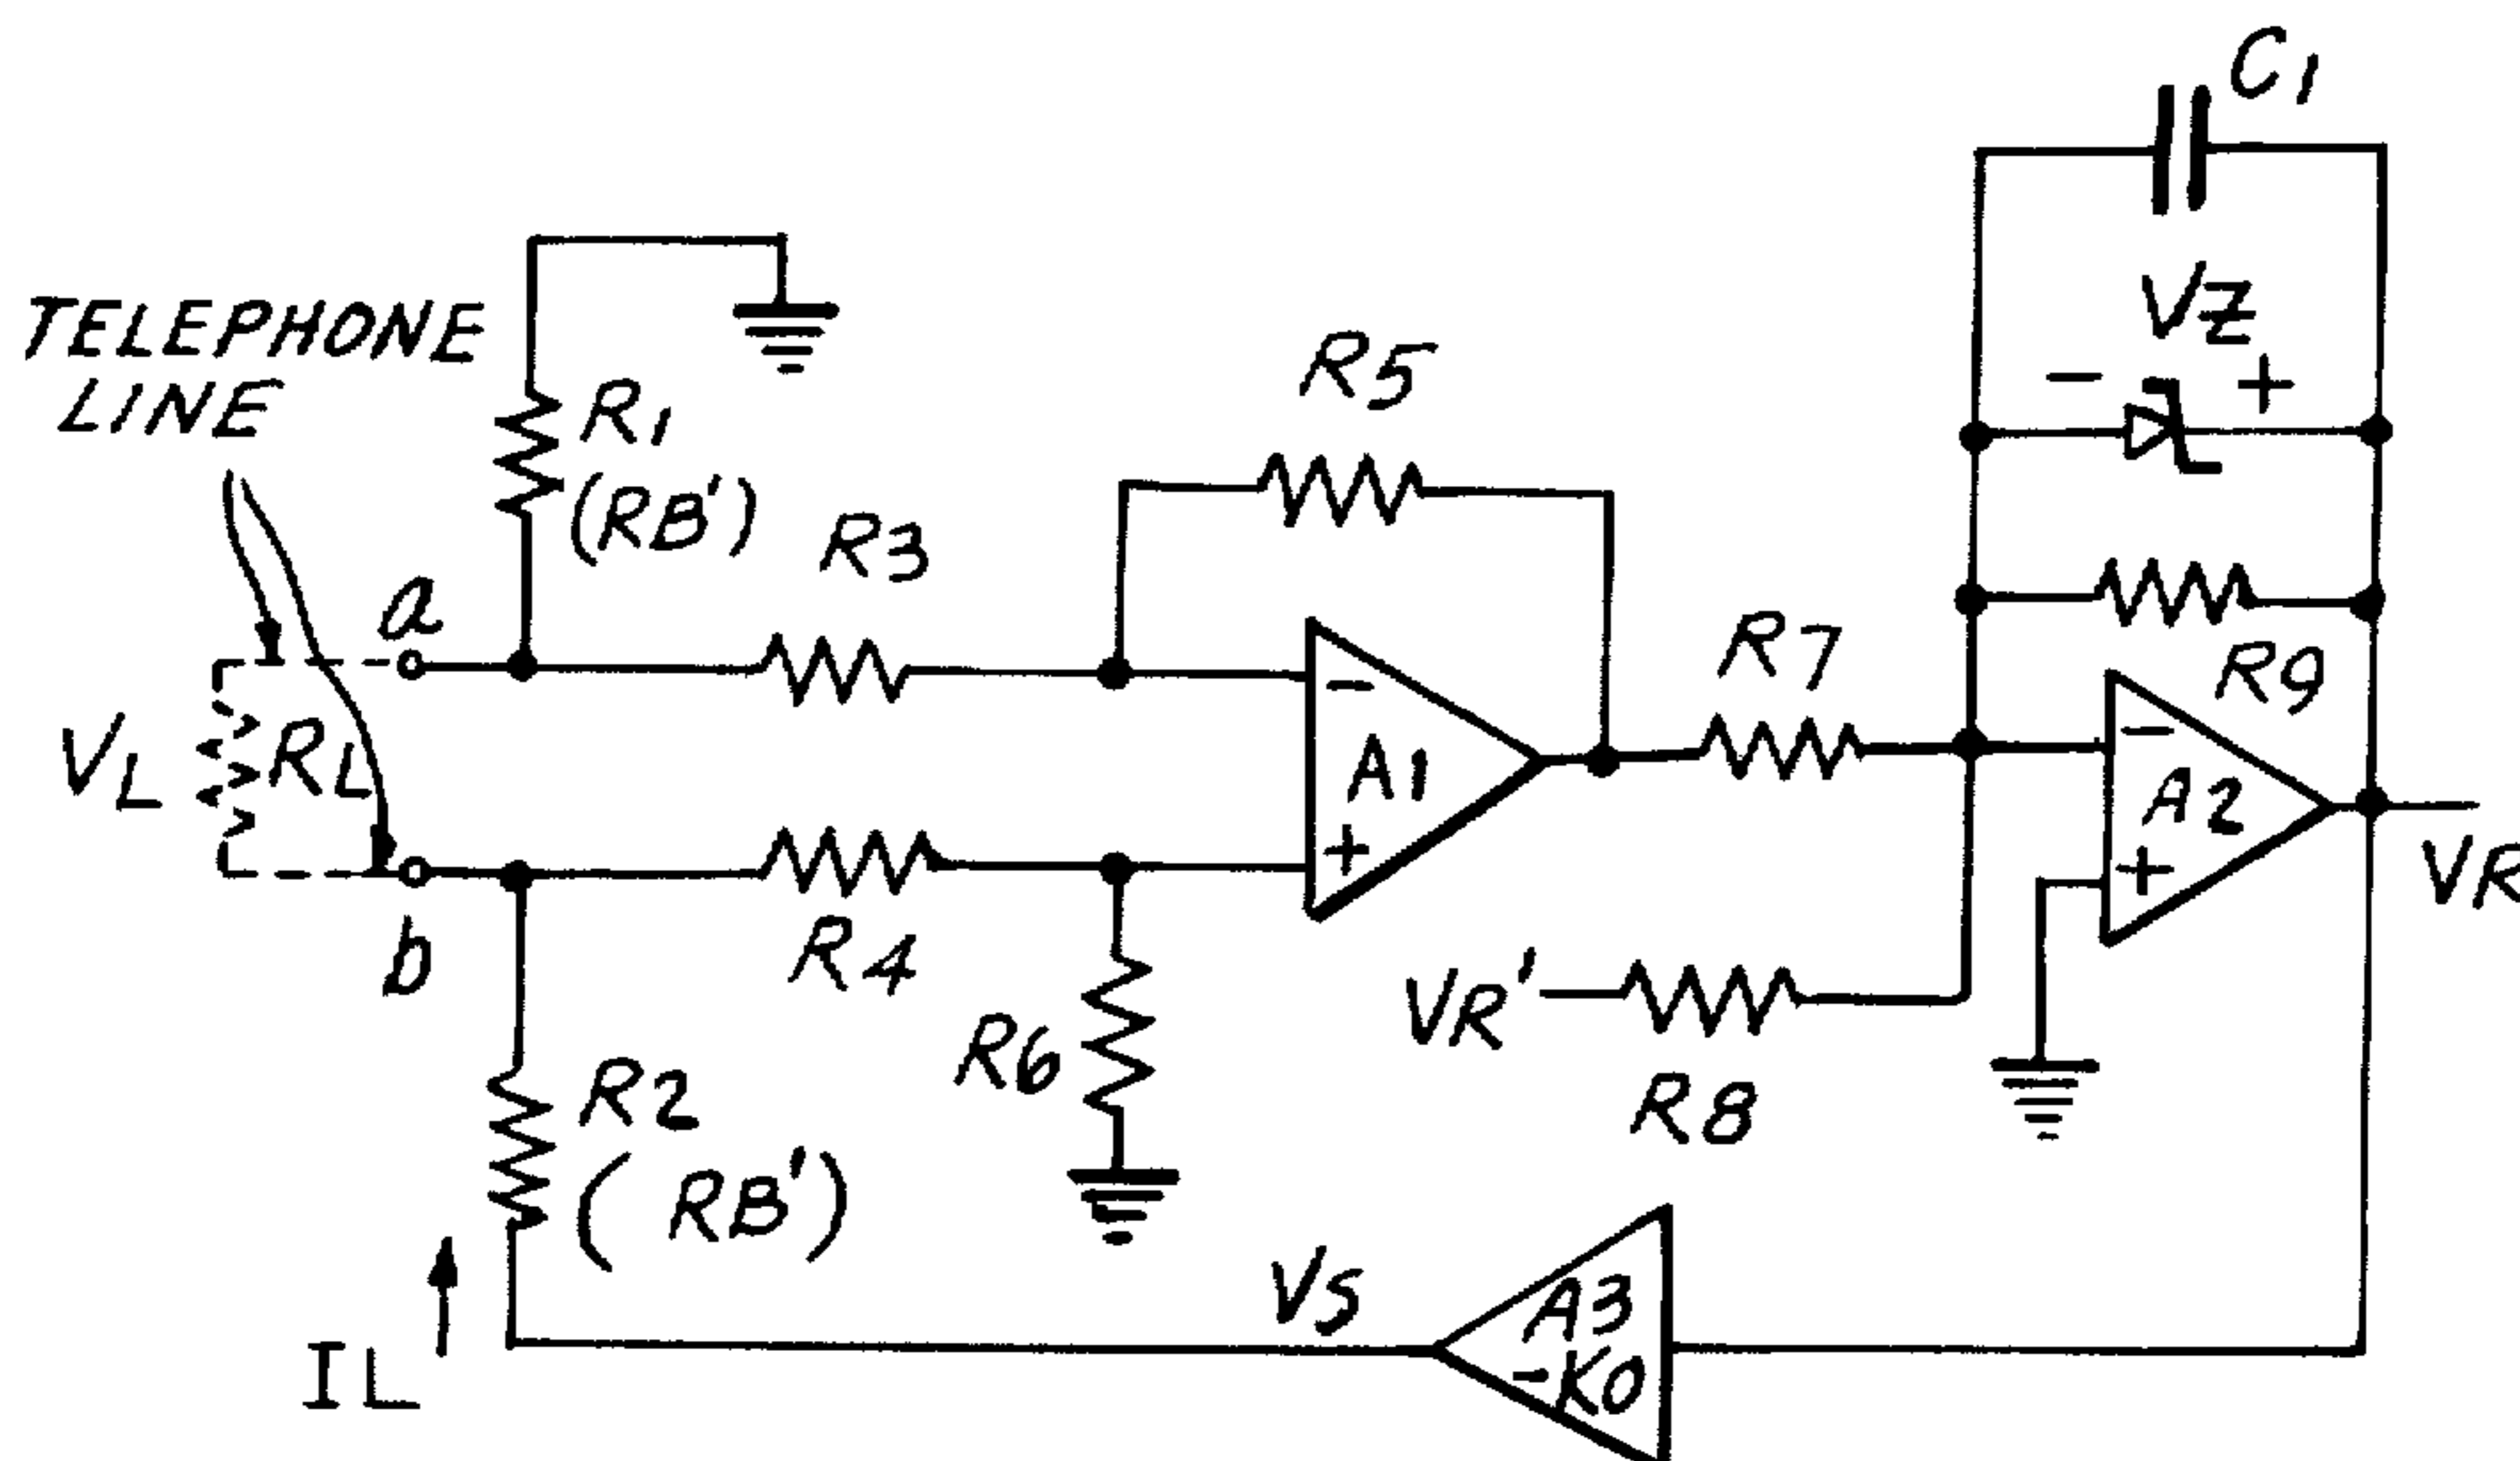 C1
VZ
- +
TELEPHONE
LINE
R1
(RB')
R5
R3
a
R7
R9
VL
RL
-
A1
+
-
A2
+
VR
b
R4
VR'
R6
R8
R2
(RB')
VS
A3
-K0
IL